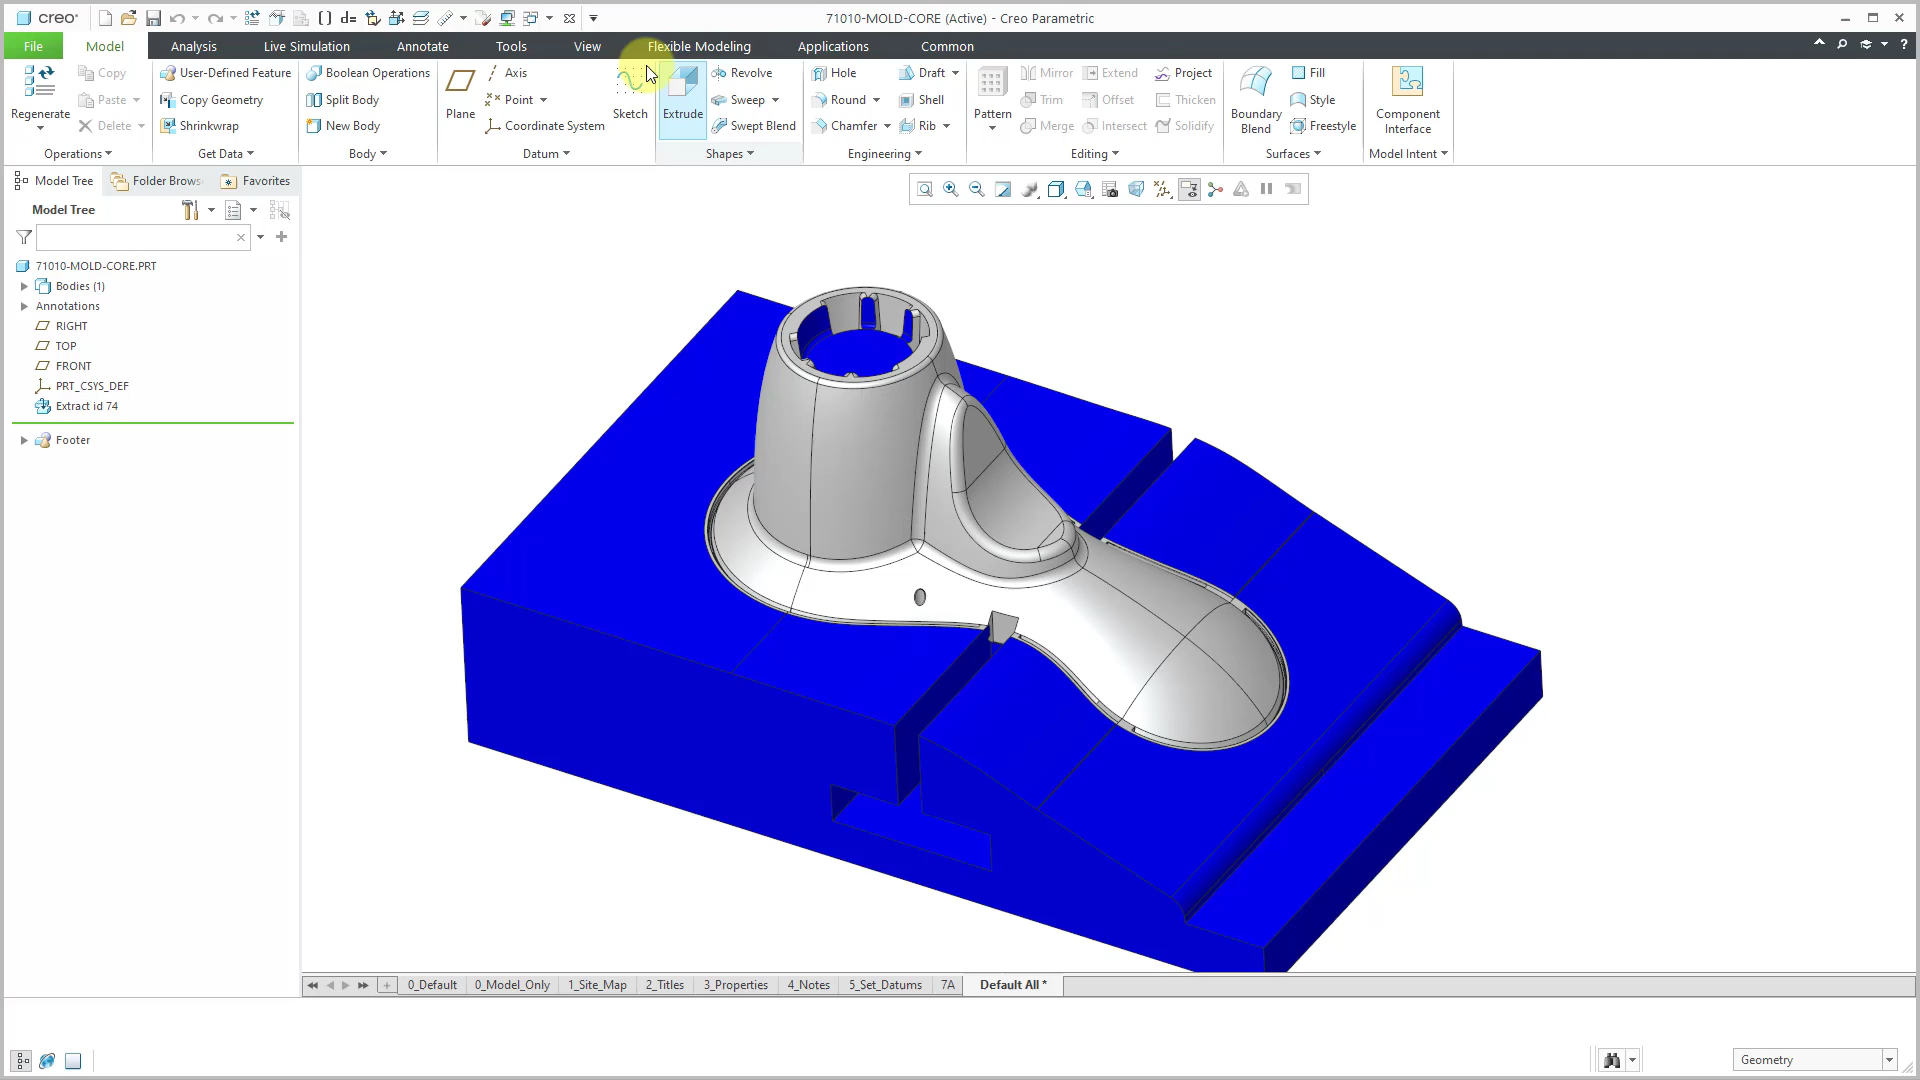 creo
71010-MOLD-CORE (Active) - Creo Parametric
File
Model
Analysis
Live Simulation
Annotate
Tools
View
Flexible Modeling
Applications
Common
Regenerate
Copy
Paste
Delete
Operations
User-Defined Feature
Copy Geometry
Shrinkwrap
Get Data
Boolean Operations
Split Body
New Body
Body
Plane
Axis
Point
Coordinate System
Sketch
Datum
Extrude
Revolve
Sweep
Swept Blend
Shapes
Hole
Round
Chamfer
Draft
Shell
Rib
Engineering
Pattern
Mirror
Trim
Merge
Extend
Offset
Intersect
Project
Thicken
Solidify
Editing
Boundary
Blend
Fill
Style
Freestyle
Surfaces
Component
Interface
Model Intent
Model Tree
Folder Brows
Favorites
Model Tree
71010-MOLD-CORE.PRT
Bodies (1)
Annotations
RIGHT
TOP
FRONT
PRT_CSYS_DEF
Extract id 74
Footer
0_Default
0_Model_Only
1_Site_Map
2_Titles
3_Properties
4_Notes
5_Set_Datums
7A
Default All *
Geometry